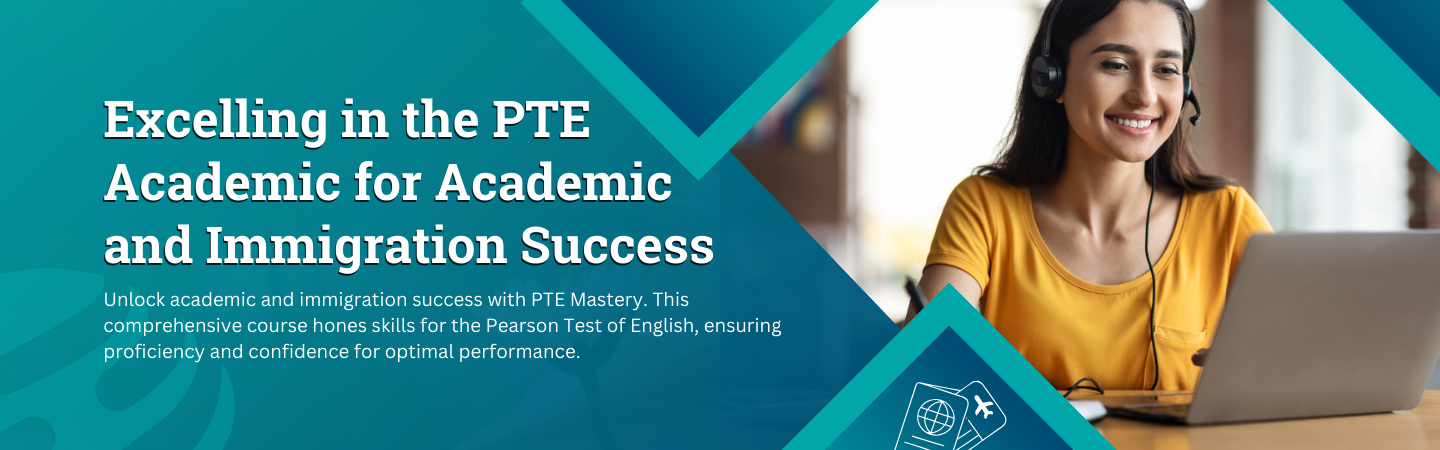 Excelling in the PTE
Academic for Academic
and Immigration Success
Unlock academic and immigration success with PTE Mastery. This
comprehensive course hones skills for the Pearson Test of English, ensuring
proficiency and confidence for optimal performance.